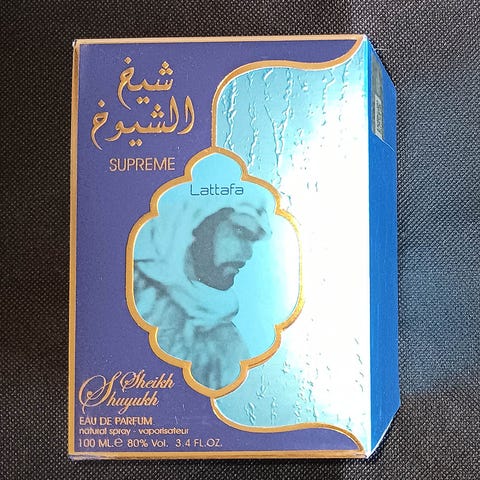 شيخ
الشيوخ
SUPREME
Lattafa
Sheikh
Shuyukh
EAU DE PARFUM
natural spray - vaporisateur
100 ML.e 80% Vol. 3.4 FL.OZ.